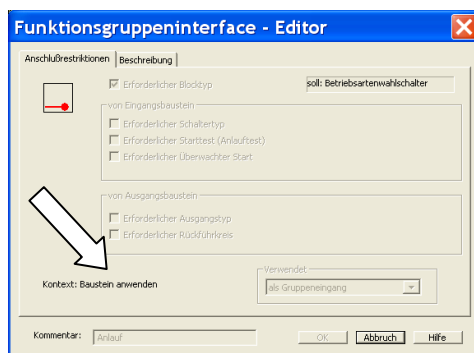 Funktionsgruppeninterface - Editor
Anschlußrestriktionen Beschreibung
Erforderlicher Blocktyp soll: Betriebsartenwahlschalter
von Eingangsbaustein
Erforderlicher Schaltertyp
Erforderlicher Starttest (Anlauftest)
Erforderlicher Überwachter Start
von Ausgangsbaustein
Erforderlicher Ausgangstyp
Erforderlicher Rückführkreis
Verwendet
Kontext: Baustein anwenden als Gruppeneingang
Kommentar: Anlauf OK Abbruch Hilfe